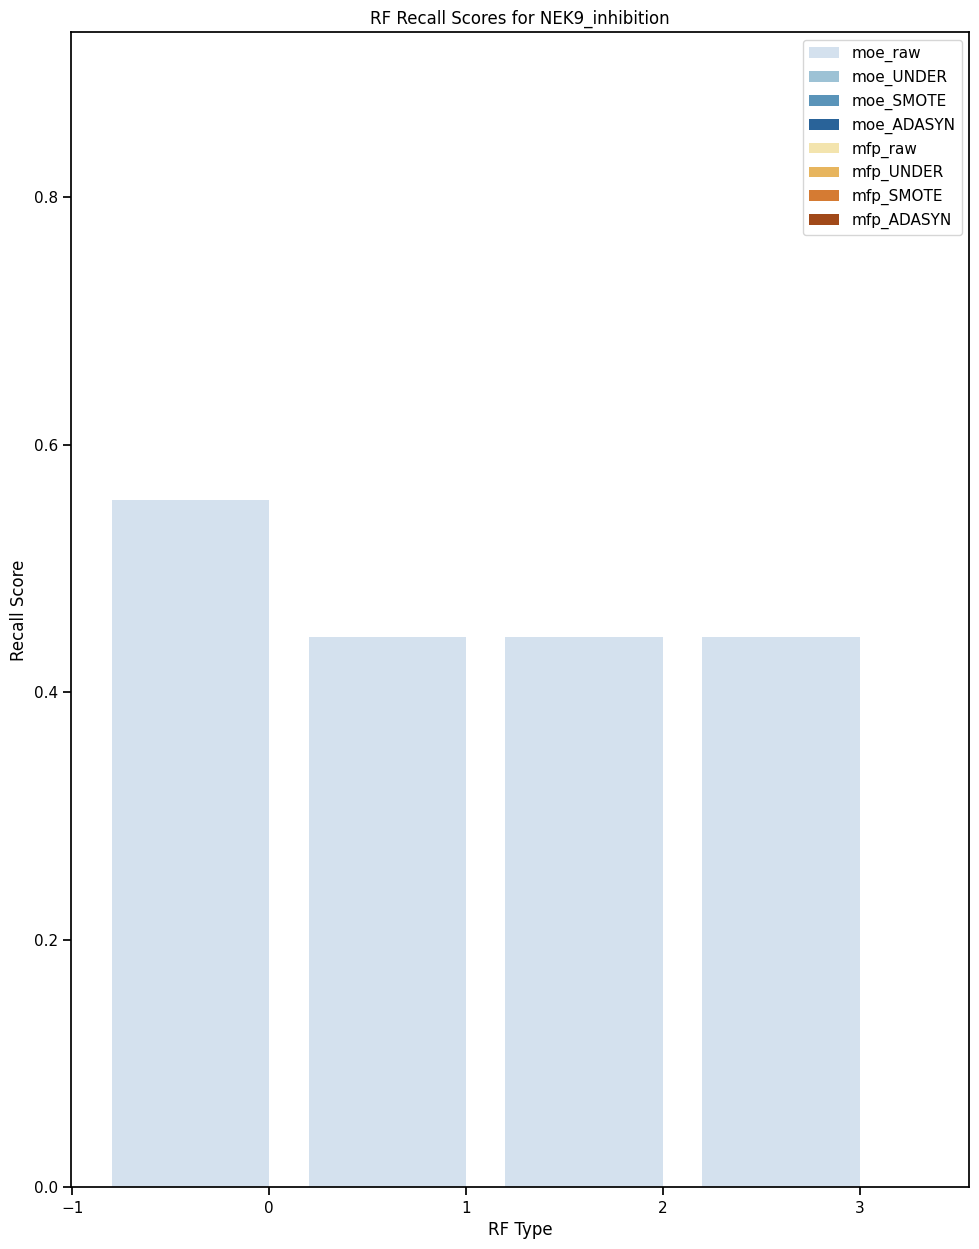 RF Recall Scores for NEK9_inhibition
moe_raw
moe_UNDER
moe_SMOTE
moe_ADASYN
mfp_raw
mfp_UNDER
mfp_SMOTE
mfp_ADASYN
0.8
0.6
0.4
0.2
0.0
Recall Score
−1 0 1 2 3
RF Type